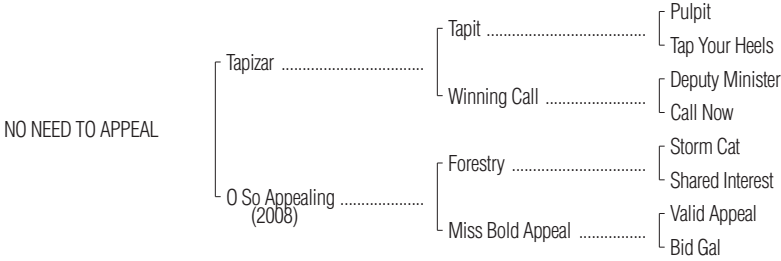 Pulpit
Tapit ....................................
Tap Your Heels
Tapizar .................................
Deputy Minister
Winning Call .........................
Call Now
NO NEED TO APPEAL
Storm Cat
Forestry .................................
Shared Interest
O So Appealing ....................
(2008)
Valid Appeal
Miss Bold Appeal .................
Bid Gal